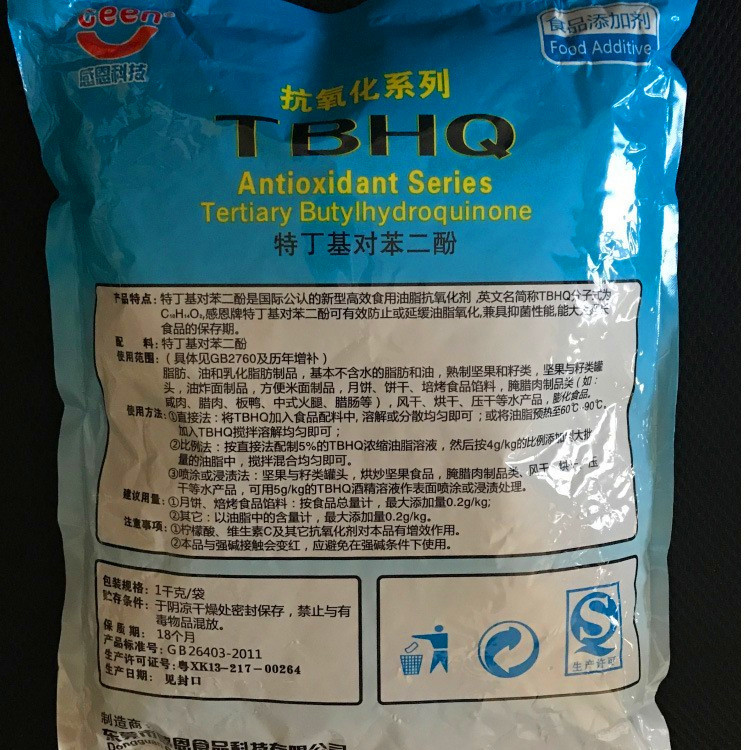 Geen
感恩科技
食品添加剂
Food Additive
抗氧化系列
TBHQ
Antioxidant Series
Tertiary Butylhydroquinone
特丁基对苯二酚
产品特点：特丁基对苯二酚是国际公认的新型高效食用油脂抗氧化剂,英文名简称TBHQ分子式为
C₁₀H₁₄O₂,感恩牌特丁基对苯二酚可有效防止或延缓油脂氧化,兼具抑菌性能,能大
食品的保存期。
配 料：特丁基对苯二酚
使用范围：（具体见GB2760及历年增补）
脂肪、油和乳化脂肪制品，基本不含水的脂肪和油，熟制坚果和籽类，坚果与籽类罐
头，油炸面制品，方便米面制品，月饼、饼干、焙烤食品馅料，腌腊肉制品类（如：
咸肉、腊肉、板鸭、中式火腿、腊肠等），风干、烘干、压干等水产品，膨化食品。
使用方法：①直接法：将TBHQ加入食品配料中,溶解或分散均匀即可；或将油脂预热至60℃-90℃，
加入TBHQ搅拌溶解均匀即可；
②比例法：按直接法配制5%的TBHQ浓缩油脂溶液，然后按4g/kg的比例添加 大批
量的油脂中，搅拌混合均匀即可。
③喷涂或浸渍法：坚果与籽类罐头，烘炒坚果食品，腌腊肉制品类、风干、烘 、压
干等水产品，可用5g/kg的TBHQ酒精溶液作表面喷涂或浸渍处理。
建议用量：①月饼、焙烤食品馅料：按食品总量计，最大添加量0.2g/kg;
②其它：以油脂中的含量计，最大添加量0.2g/kg。
注意事项：①柠檬酸、维生素C及其它抗氧化剂对本品有增效作用。
②本品与强碱接触会变红，应避免在强碱条件下使用。
包装规格：1千克/袋
贮存条件：于阴凉干燥处密封保存，禁止与有
毒物品混放。
保 质 期：18个月
产品标准号：GB26403-2011
生产许可证号：粤XK13-217-00264
生产日期：见封口
生产许可
制造商
东莞市 恩食品科技有限公司
Donggua